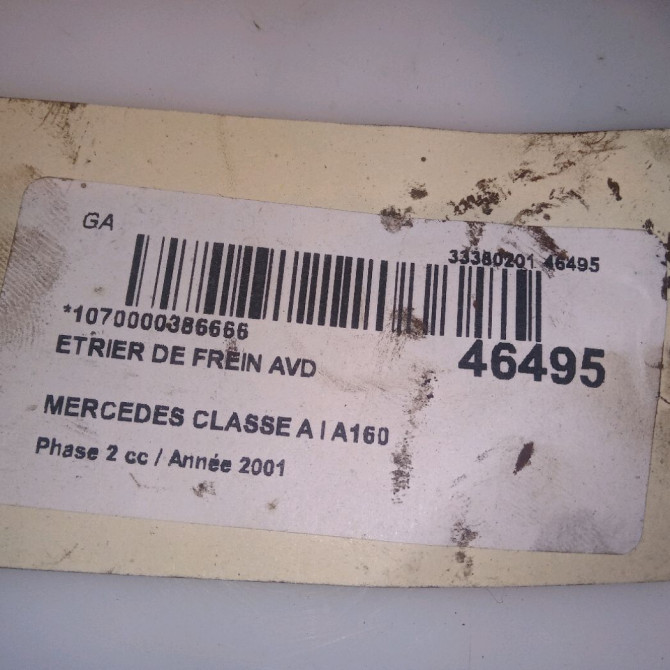 GA
33380201 46495
*1070000386666
46495
ETRIER DE FREIN AVD
MERCEDES CLASSE A I A160
Phase 2 cc / Année 2001